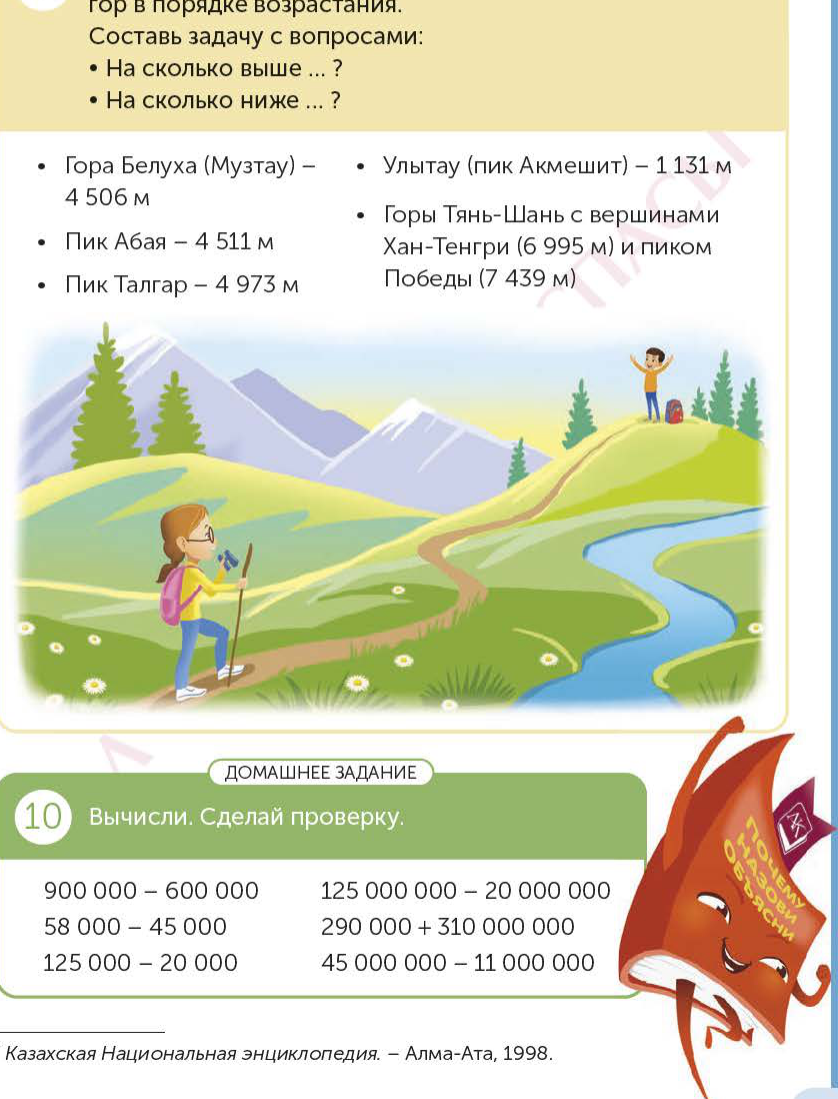 гор в порядке возрастания.
Составь задачу с вопросами:
• На сколько выше ... ?
• На сколько ниже ... ?
• Гора Белуха (Музтау) –
4 506 м
• Пик Абая – 4 511 м
• Пик Талгар – 4 973 м
• Улытау (пик Акмешит) – 1 131 м
• Горы Тянь-Шань с вершинами
Хан-Тенгри (6 995 м) и пиком
Победы (7 439 м)
ДОМАШНЕЕ ЗАДАНИЕ
10 Вычисли. Сделай проверку.
900 000 – 600 000
58 000 – 45 000
125 000 – 20 000
125 000 000 – 20 000 000
290 000 + 310 000 000
45 000 000 – 11 000 000
ПОЧЕМУ
НАЗОВИ
ОБЪЯСНИ
АК
Казахская Национальная энциклопедия. – Алма-Ата, 1998.